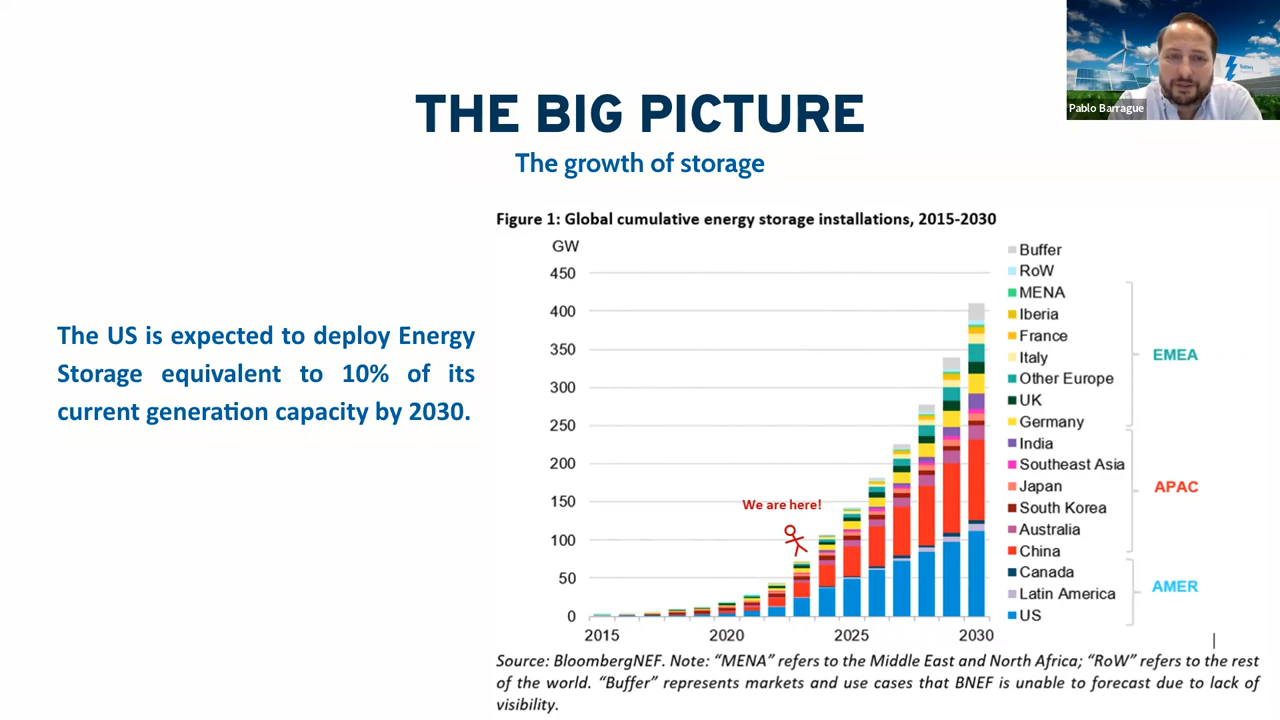 THE BIG PICTURE
The growth of storage
Pablo Barrague
The US is expected to deploy Energy
Storage equivalent to 10% of its
current generation capacity by 2030.
Figure 1: Global cumulative energy storage installations, 2015-2030
GW
450
400
350
300
250
200
150
100
50
0
2015
2020
2025
2030
We are here!
Buffer
RoW
MENA
Iberia
France
Italy
Other Europe
UK
Germany
India
Southeast Asia
Japan
South Korea
Australia
China
Canada
Latin America
US
EMEA
APAC
AMER
Source: BloombergNEF. Note: “MENA” refers to the Middle East and North Africa; “RoW” refers to the rest
of the world. “Buffer” represents markets and use cases that BNEF is unable to forecast due to lack of
visibility.